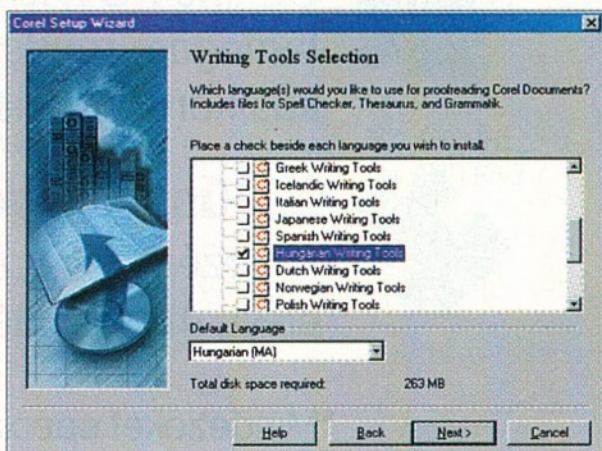 Corel Setup Wizard
Writing Tools Selection
Which language(s) would you like to use for proofreading Corel Documents?
Includes files for Spell Checker, Thesaurus, and Grammatik.
Place a check beside each language you wish to install.
Greek Writing Tools
Icelandic Writing Tools
Italian Writing Tools
Japanese Writing Tools
Spanish Writing Tools
Hungarian Writing Tools
Dutch Writing Tools
Norwegian Writing Tools
Polish Writing Tools
Default Language
Hungarian (MA)
Total disk space required: 263 MB
Help Back Next > Cancel